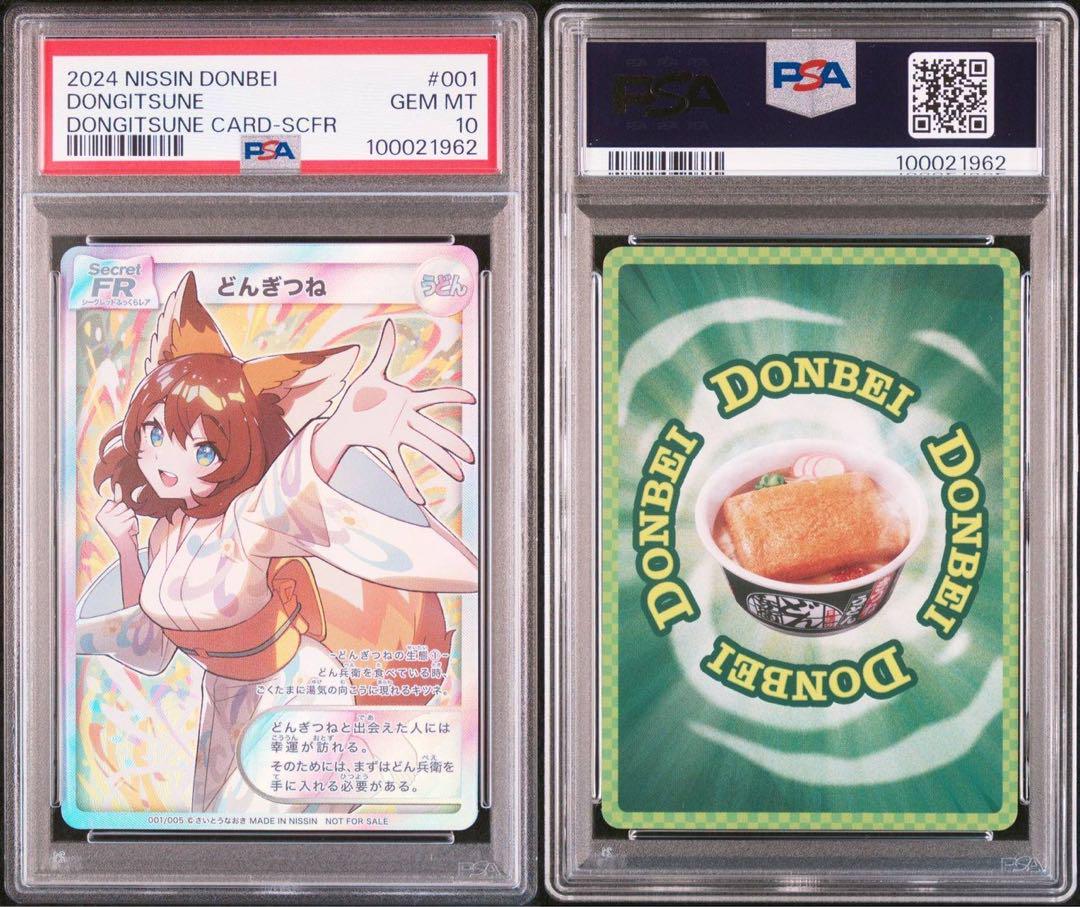 2024 NISSIN DONBEI #001
DONGITSUNE GEM MT
DONGITSUNE CARD-SCFR 10
PSA 100021962
Secret
FR
シークレットふっくらレア
どんぎつね
うどん
-どんぎつねの生態①-
どん兵衛を食べている時、
ごくたまに湯気の向こうに現れるキツネ。
どんぎつねと出会えた人には
幸運が訪れる。
そのためには、まずはどん兵衛を
手に入れる必要がある。
001/005 ©さいとうなおき MADE IN NISSIN NOT FOR SALE
PSA
PSA
PSA
100021962
DONBEI
DONBEI
DONBEI
DONBEI
どん
PSA